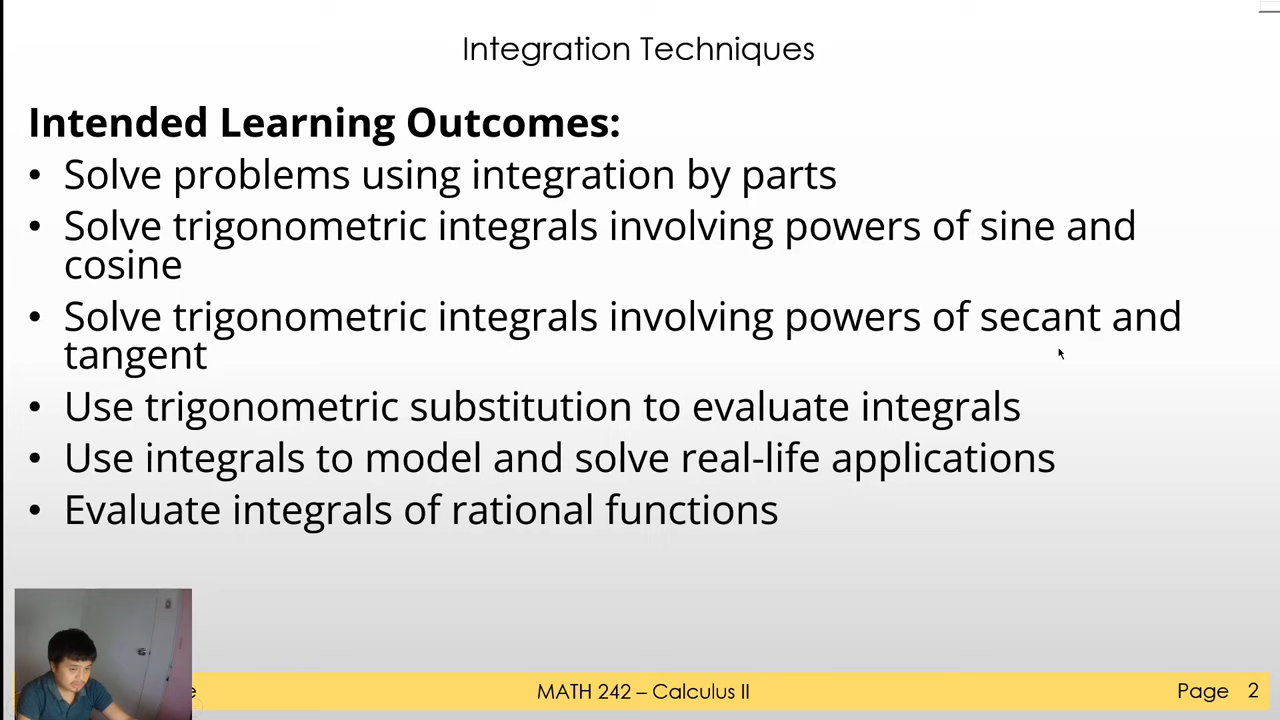 Integration Techniques
Intended Learning Outcomes:
• Solve problems using integration by parts
• Solve trigonometric integrals involving powers of sine and
cosine
• Solve trigonometric integrals involving powers of secant and
tangent
• Use trigonometric substitution to evaluate integrals
• Use integrals to model and solve real-life applications
• Evaluate integrals of rational functions
MATH 242 – Calculus II
Page 2